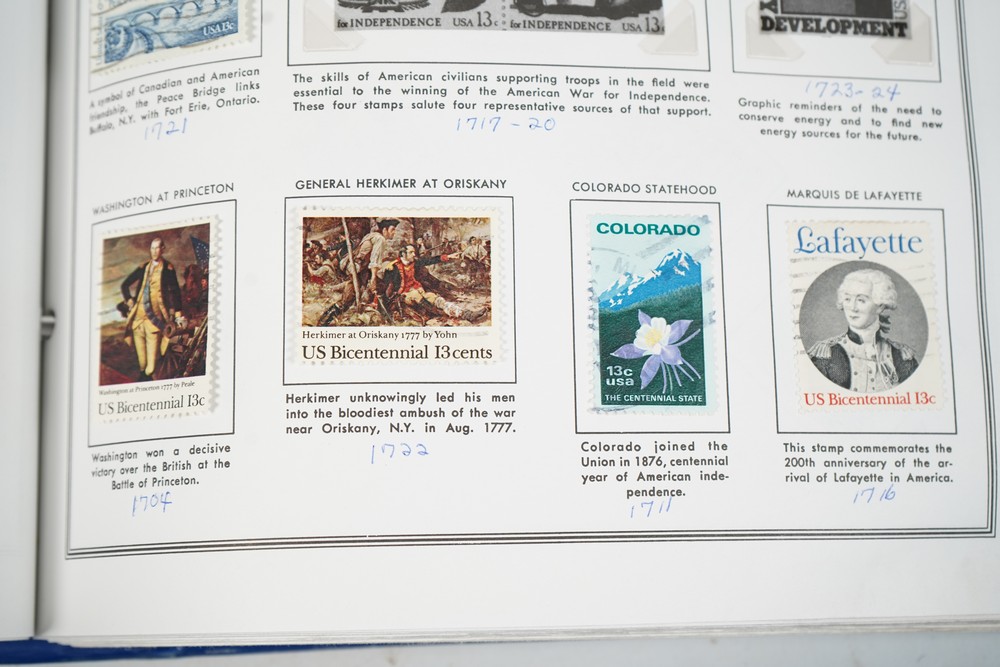 USA 13c
for INDEPENDENCE USA 13c
for INDEPENDENCE USA 13c
DEVELOPMENT
A symbol of Canadian and American
friendship, the Peace Bridge links
Buffalo, N.Y. with Fort Erie, Ontario.
1721
The skills of American civilians supporting troops in the field were
essential to the winning of the American War for Independence.
These four stamps salute four representative sources of that support.
1717-20
1723-24
Graphic reminders of the need to
conserve energy and to find new
energy sources for the future.
WASHINGTON AT PRINCETON
Washington at Princeton 1777 by Peale
US Bicentennial 13c
Washington won a decisive
victory over the British at the
Battle of Princeton.
1704
GENERAL HERKIMER AT ORISKANY
Herkimer at Oriskany 1777 by Yohn
US Bicentennial 13 cents
Herkimer unknowingly led his men
into the bloodiest ambush of the war
near Oriskany, N.Y. in Aug. 1777.
1722
COLORADO STATEHOOD
COLORADO
13c
usa
THE CENTENNIAL STATE
Colorado joined the
Union in 1876, centennial
year of American inde-
pendence.
1711
MARQUIS DE LAFAYETTE
Lafayette
US Bicentennial 13c
This stamp commemorates the
200th anniversary of the ar-
rival of Lafayette in America.
1716